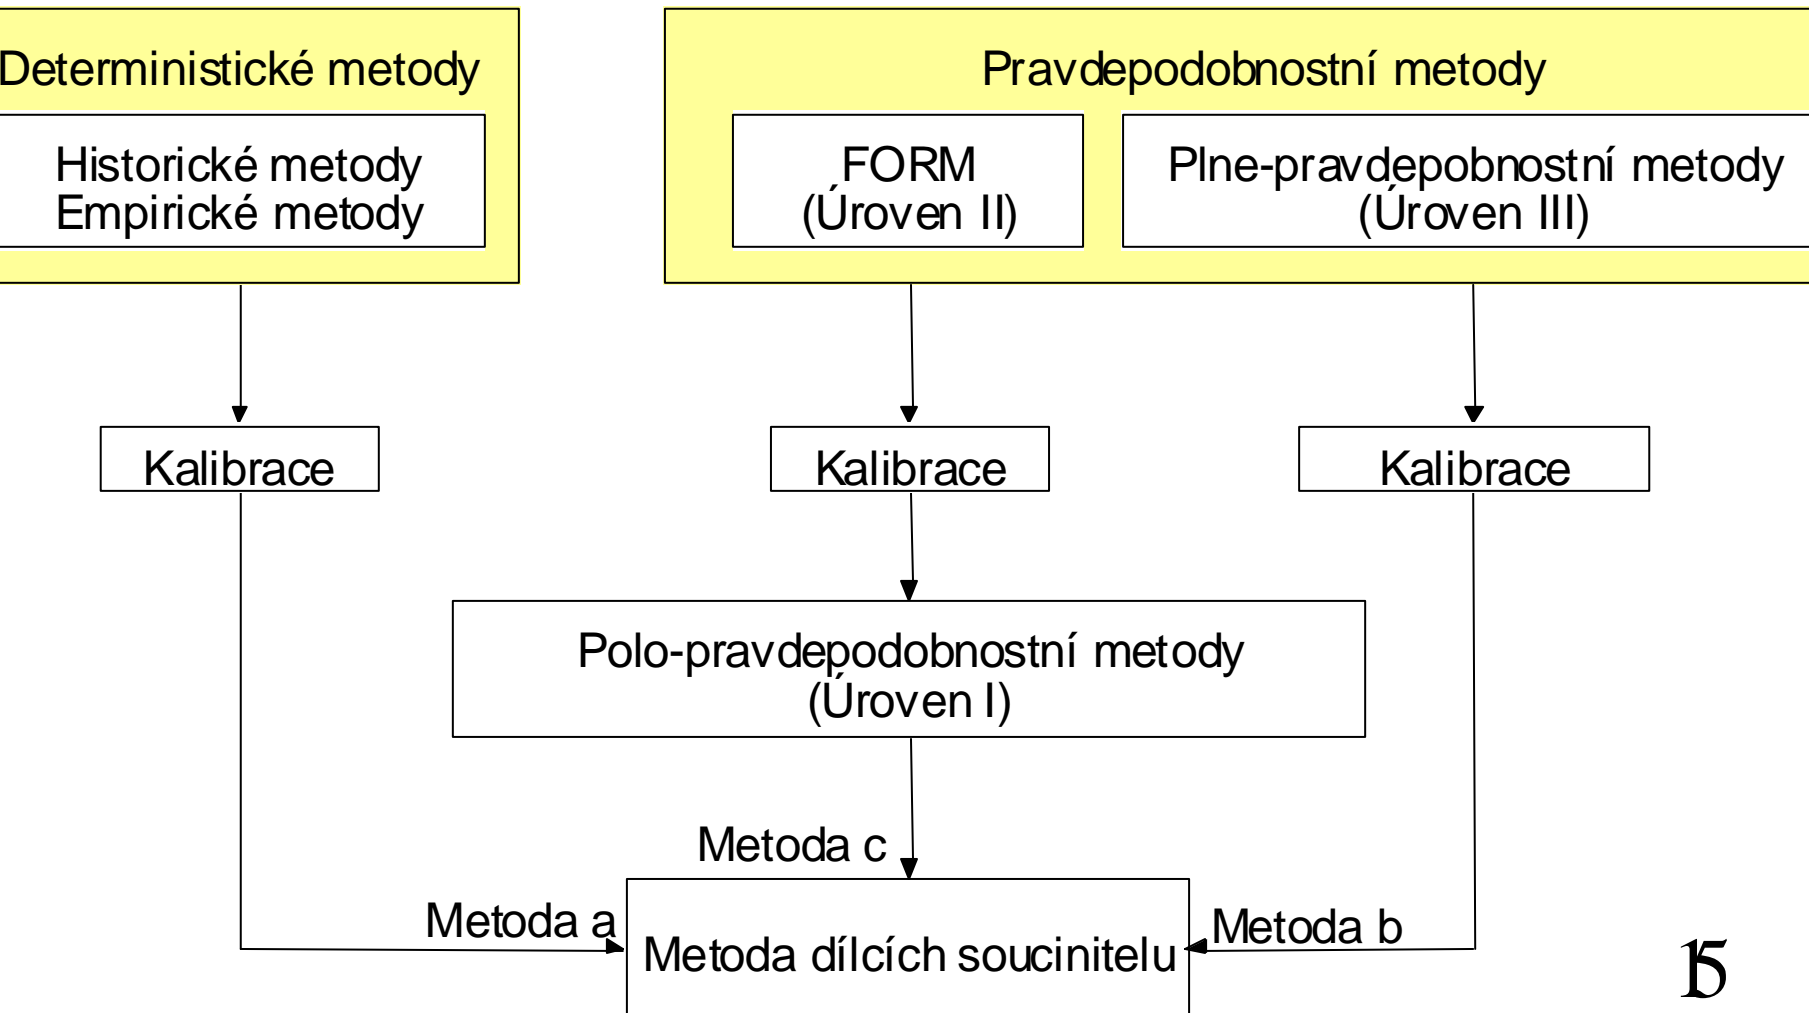 Deterministické metody
Historické metody
Empirické metody
Pravdepodobnostní metody
FORM
(Úroven II)
Plne-pravdepobnostní metody
(Úroven III)
Kalibrace
Kalibrace
Kalibrace
Polo-pravdepodobnostní metody
(Úroven I)
Metoda c
Metoda a
Metoda b
Metoda dílcích soucinitelu
15